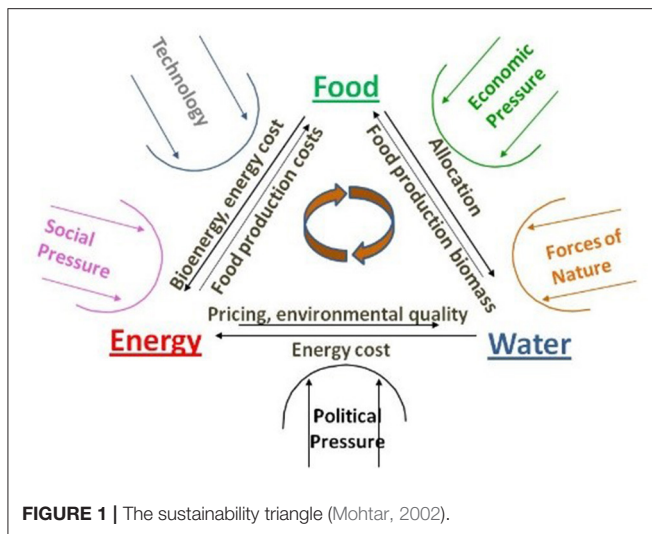 Technology
Food
Economic
Pressure
Bioenergy, energy cost
Food production costs
Food production biomass
Allocation
Social
Pressure
Forces of
Nature
Pricing, environmental quality
Energy
Water
Energy cost
Political
Pressure
FIGURE 1 | The sustainability triangle (Mohtar, 2002).